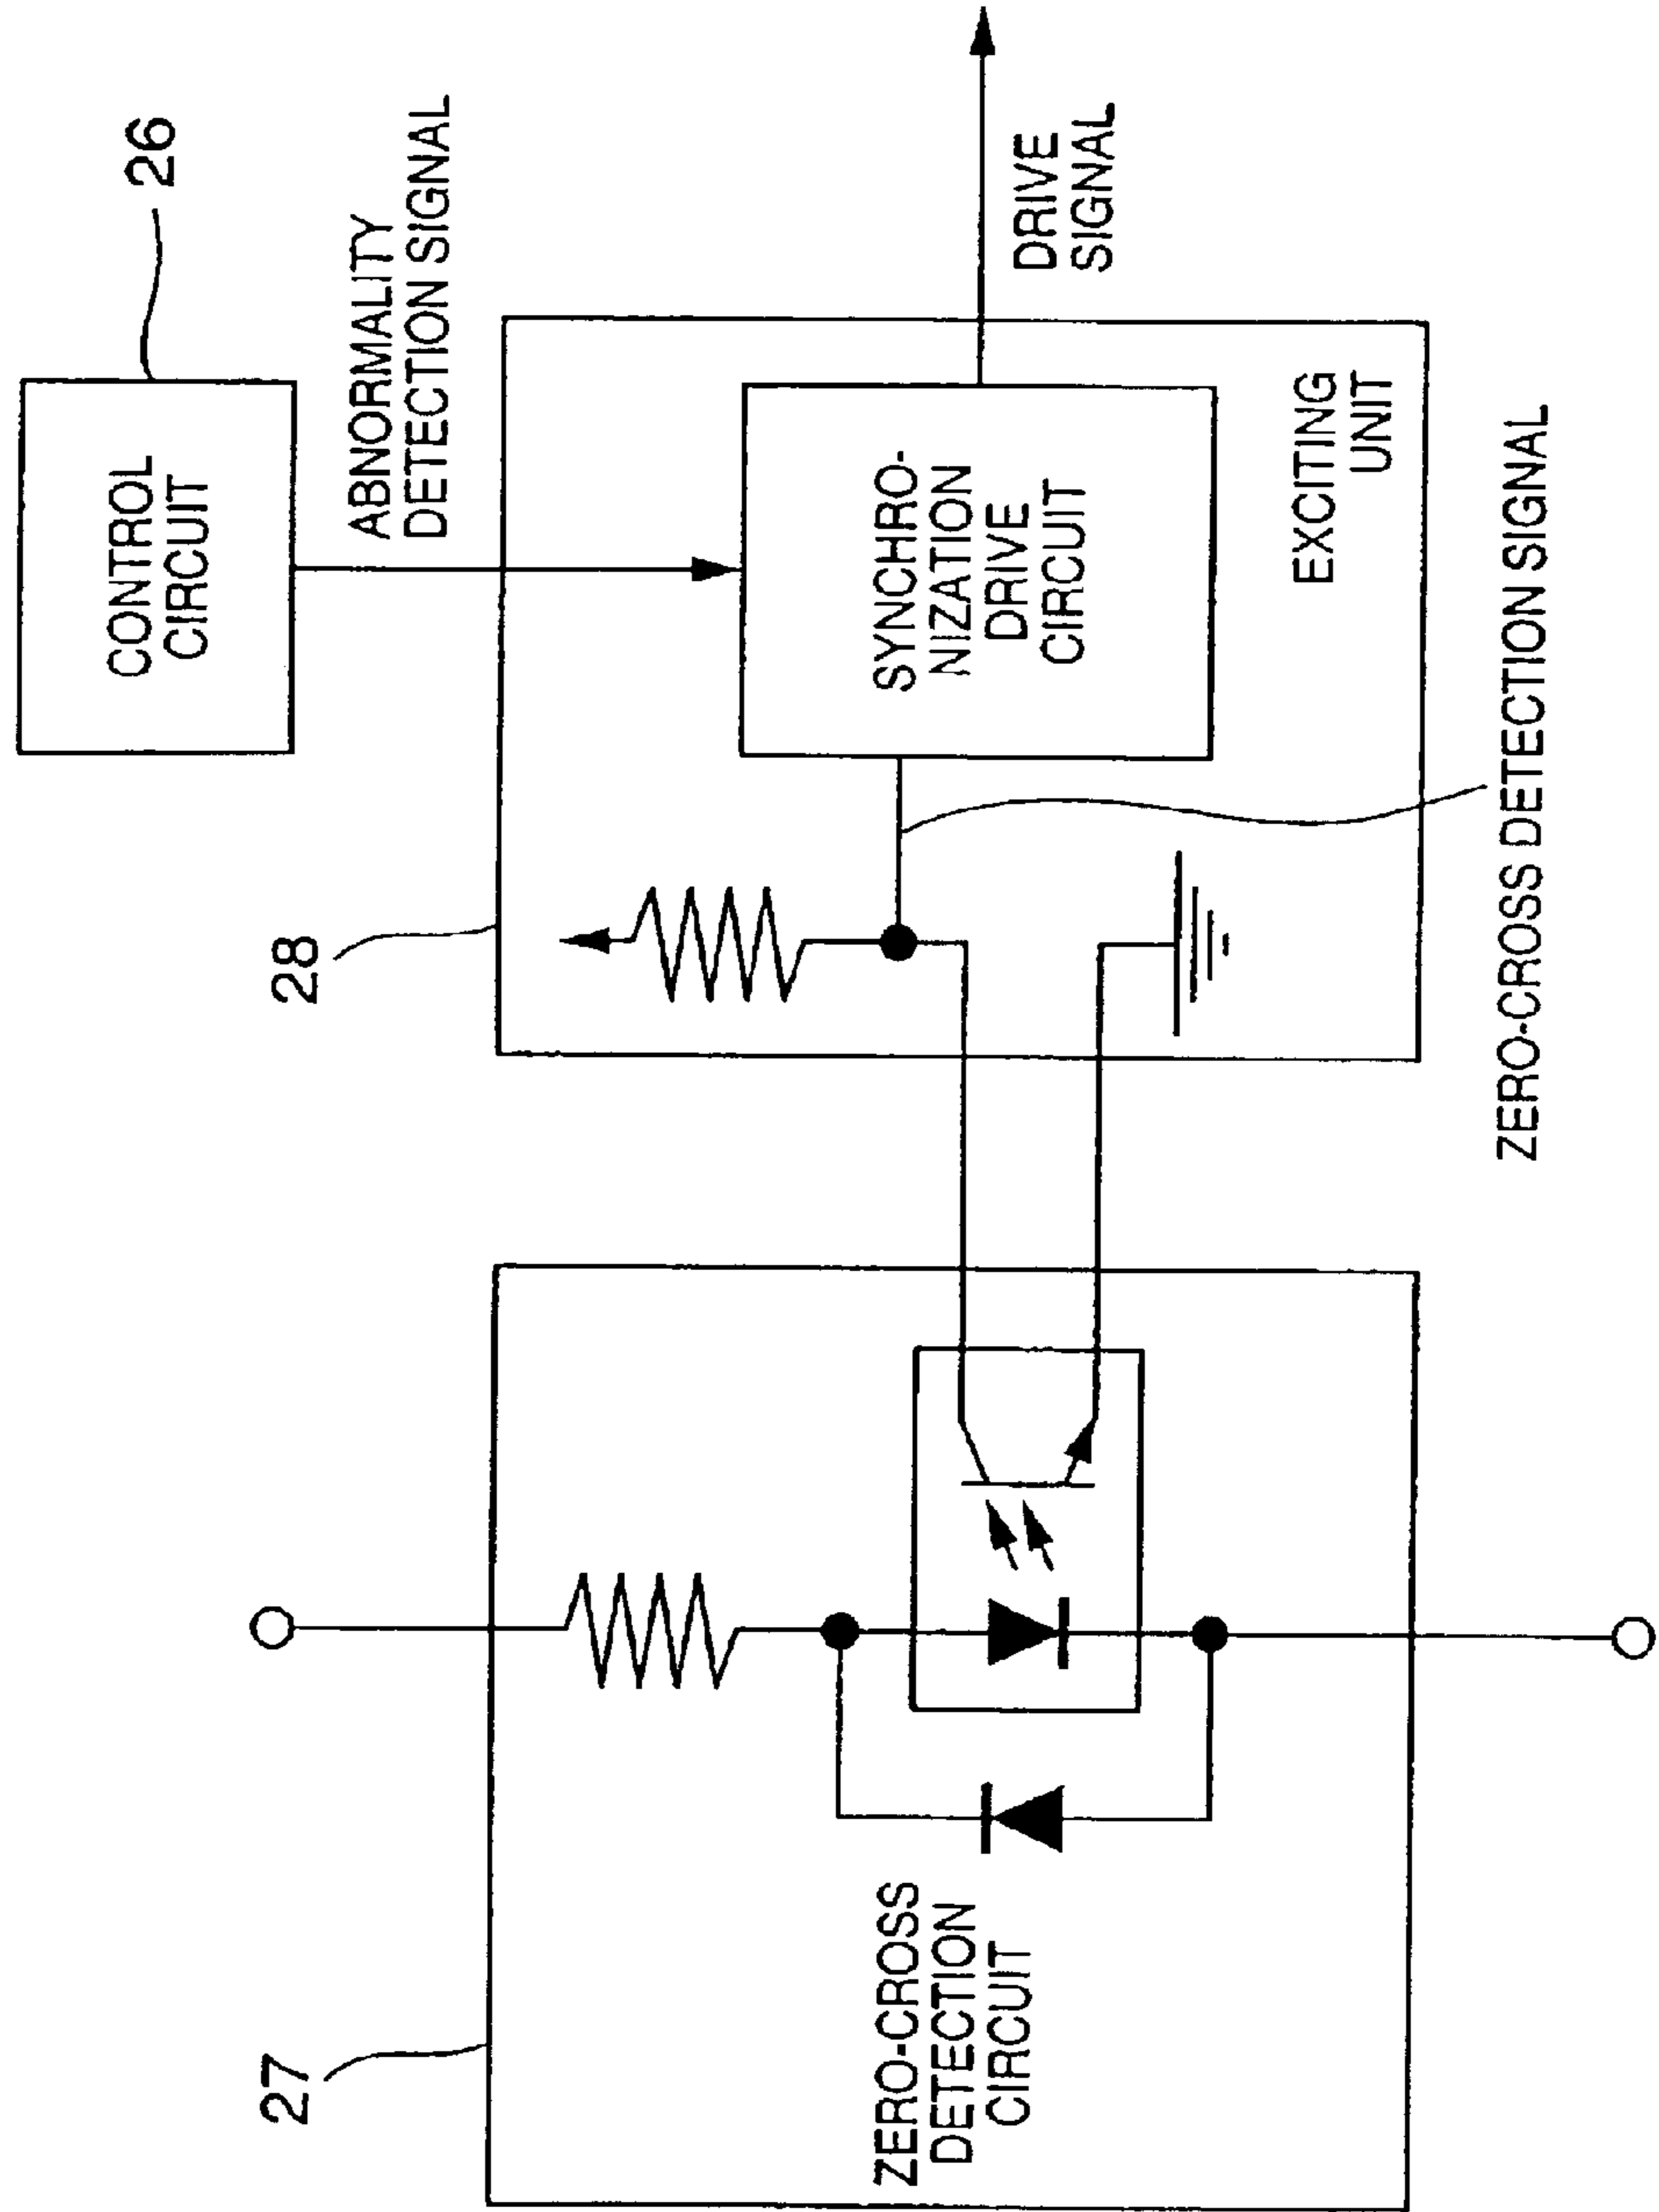 26
CONTROL
CIRCUIT
ABNORMALITY
DETECTION SIGNAL
28
SYNCHRO-
NIZATION
DRIVE
CIRCUIT
EXCITING
UNIT
DRIVE
SIGNAL
27
ZERO-CROSS
DETECTION
CIRCUIT
ZERO-CROSS DETECTION SIGNAL